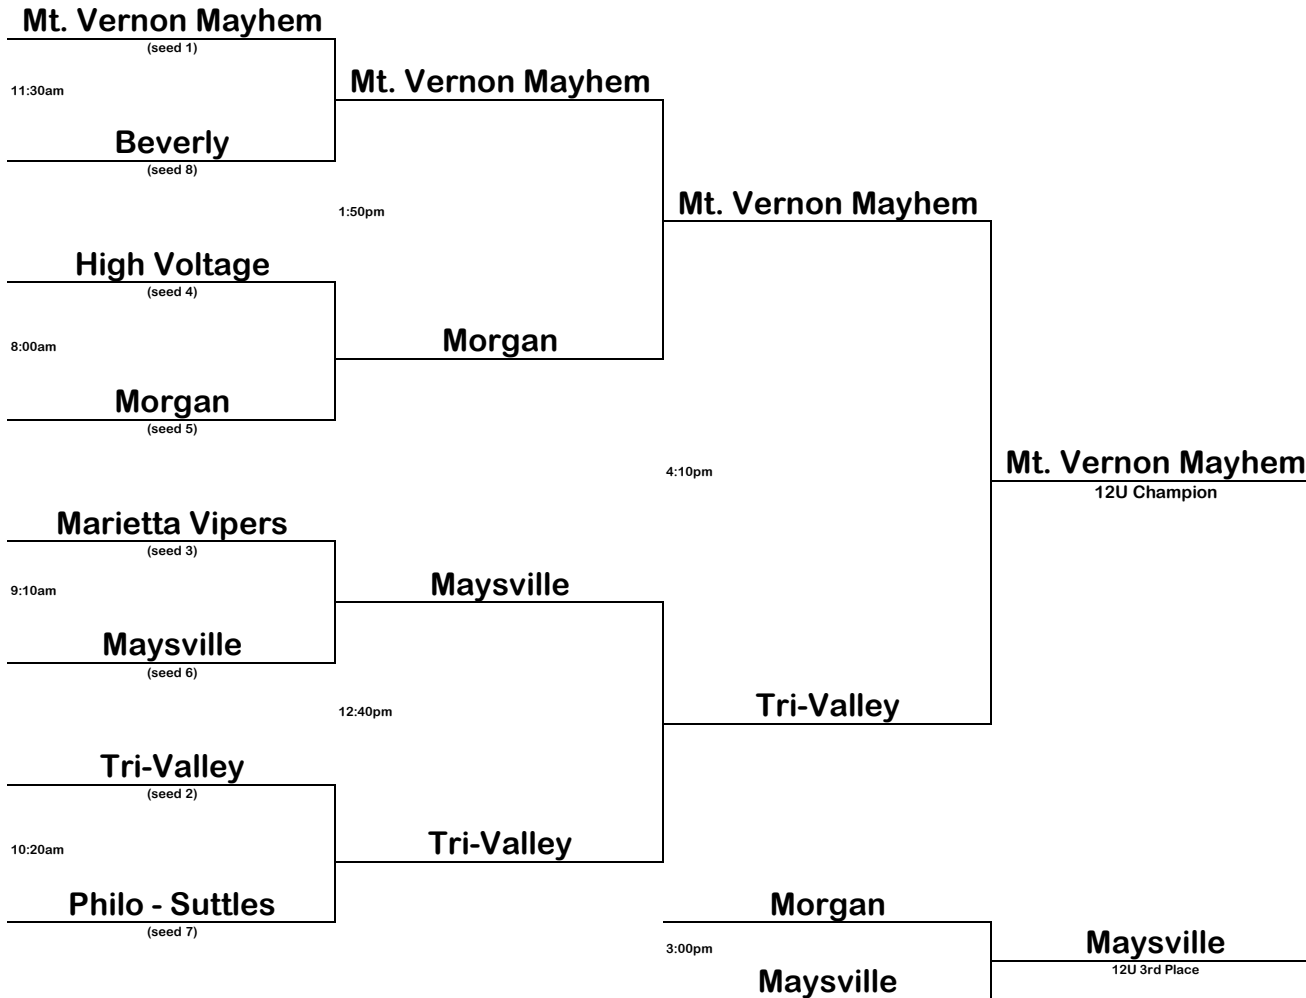 Mt. Vernon Mayhem
(seed 1)
11:30am
Mt. Vernon Mayhem
Beverly
(seed 8)
1:50pm
Mt. Vernon Mayhem
High Voltage
(seed 4)
8:00am
Morgan
Morgan
(seed 5)
4:10pm
Mt. Vernon Mayhem
12U Champion
Marietta Vipers
(seed 3)
9:10am
Maysville
Maysville
(seed 6)
12:40pm
Tri-Valley
Tri-Valley
(seed 2)
10:20am
Tri-Valley
Philo - Suttles
(seed 7)
Morgan
3:00pm
Maysville
12U 3rd Place
Maysville